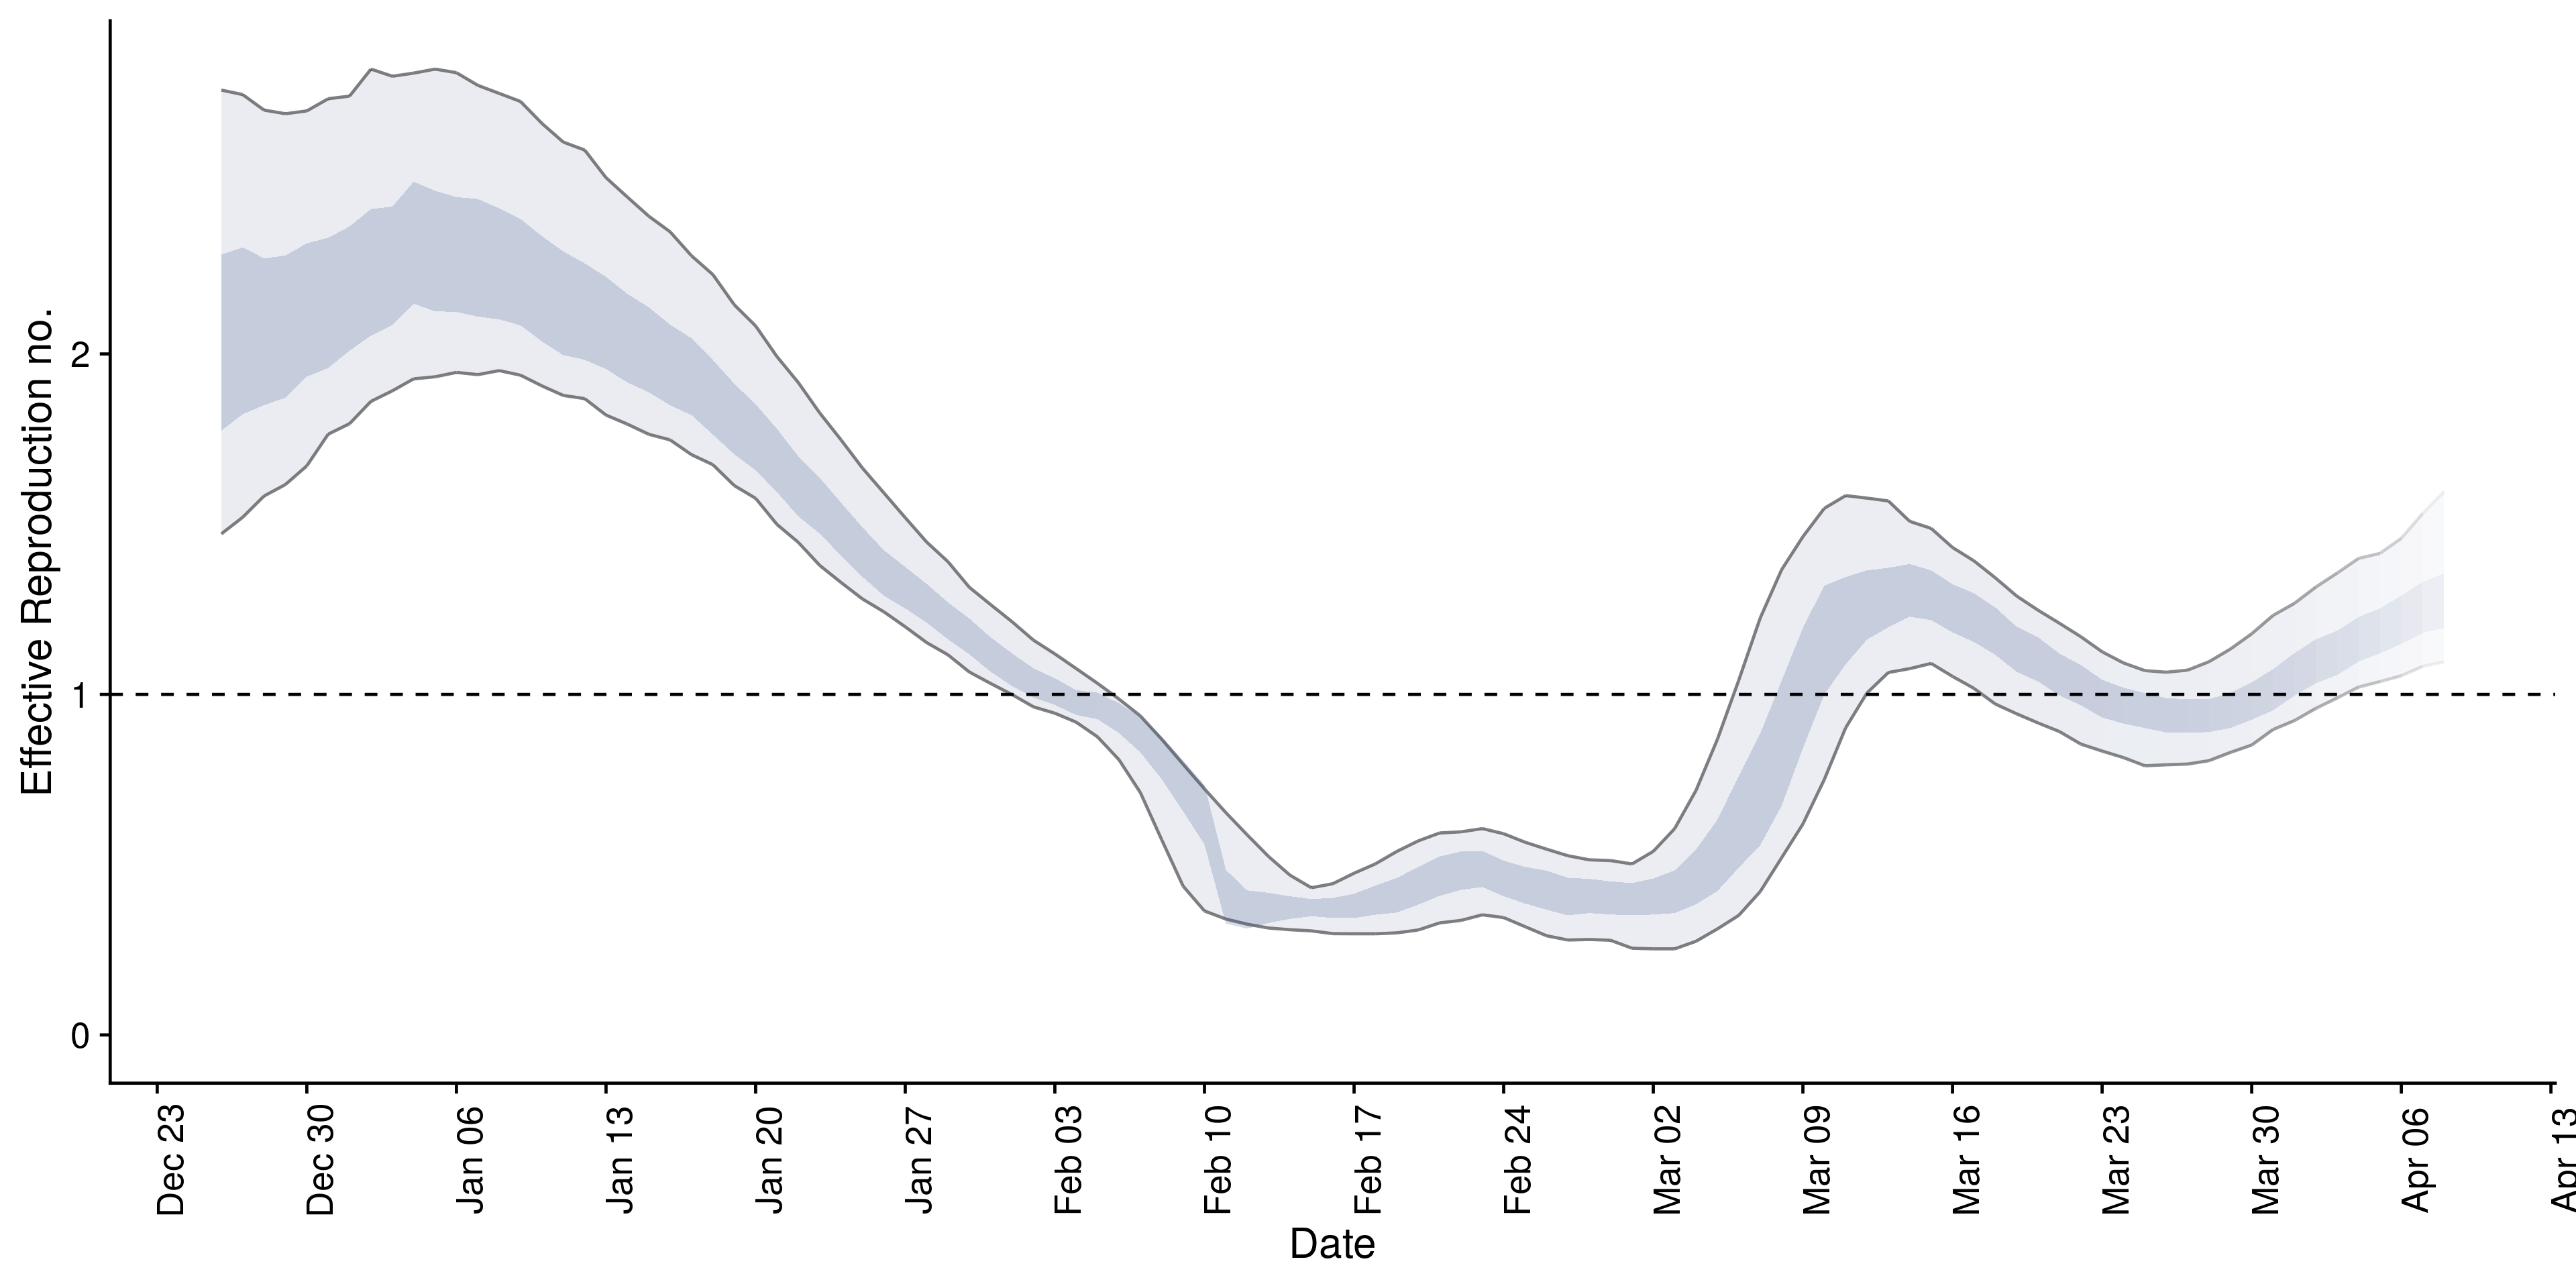 Effective Reproduction no.
2
1
0
Dec 23
Dec 30
Jan 06
Jan 13
Jan 20
Jan 27
Feb 03
Feb 10
Feb 17
Feb 24
Mar 02
Mar 09
Mar 16
Mar 23
Mar 30
Apr 06
Apr 13
Date